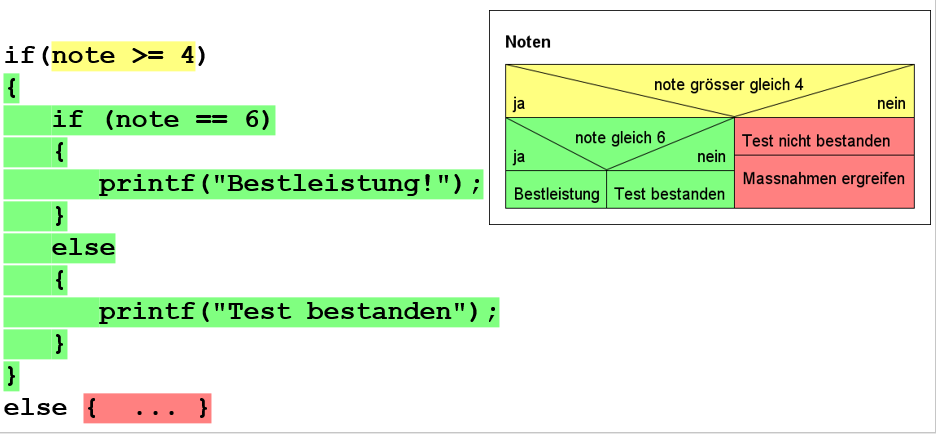 if(note >= 4)
{
   if (note == 6)
   {
      printf("Bestleistung!");
   }
   else
   {
      printf("Test bestanden");
   }
}
else {  ... }
Noten
note grösser gleich 4
ja nein
note gleich 6
ja nein
Test nicht bestanden
Massnahmen ergreifen
Bestleistung Test bestanden